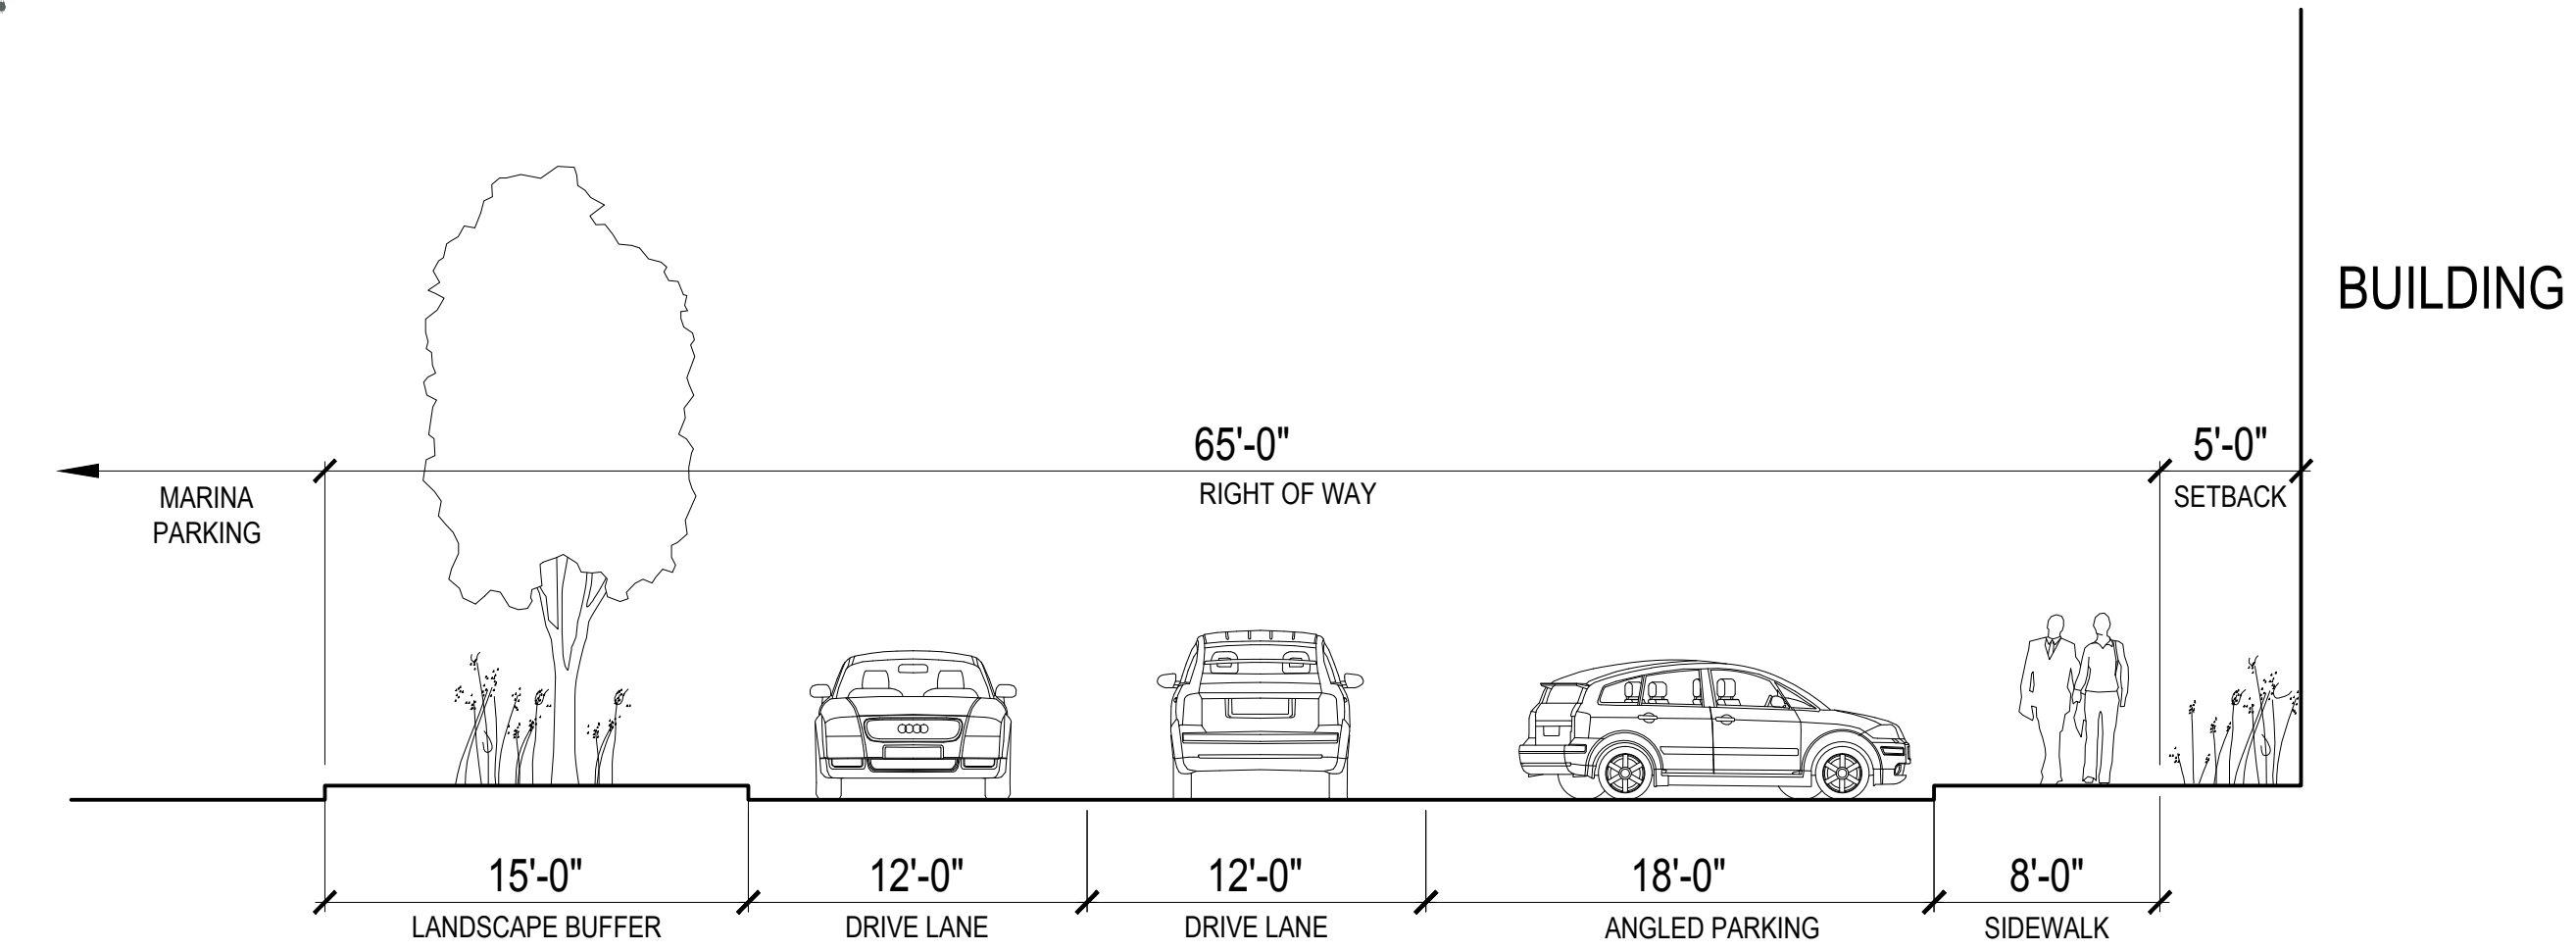 BUILDING
65'-0"
5'-0"
RIGHT OF WAY
SETBACK
MARINA
PARKING
15'-0"
12'-0"
12'-0"
18'-0"
8'-0"
LANDSCAPE BUFFER
DRIVE LANE
DRIVE LANE
ANGLED PARKING
SIDEWALK